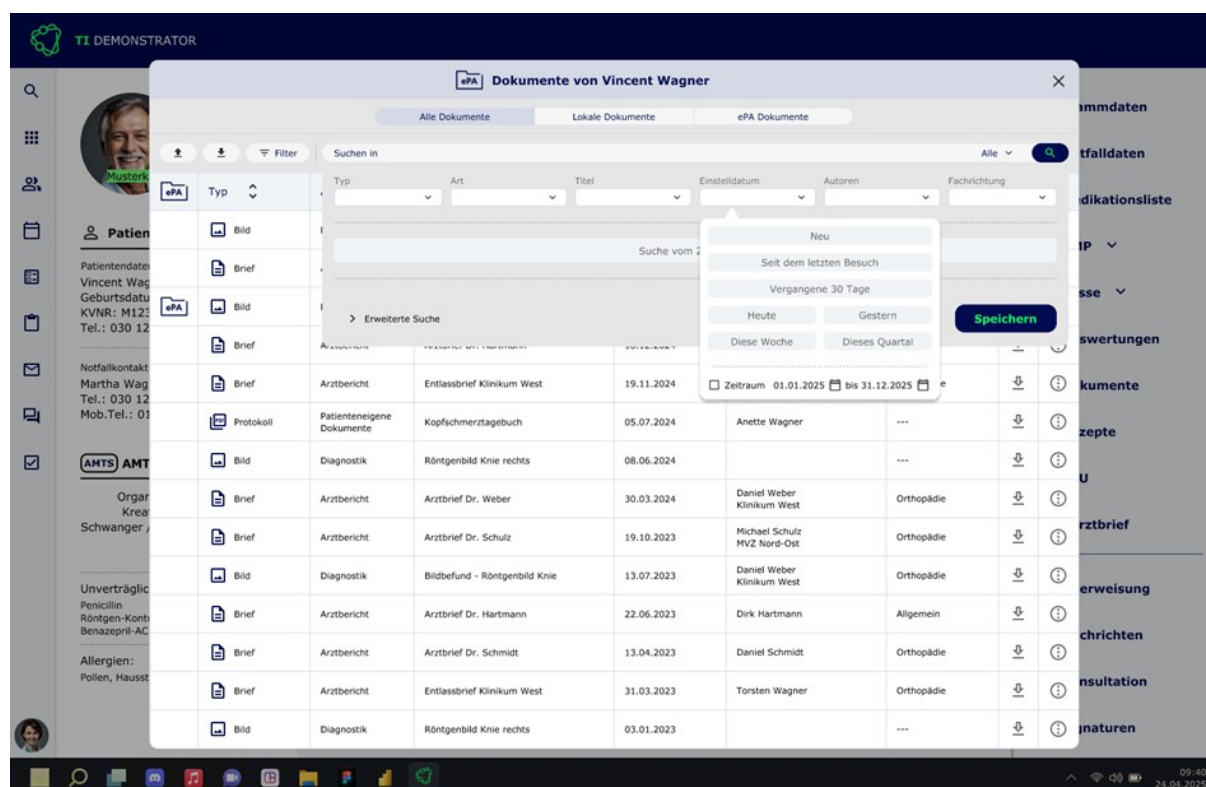 TI DEMONSTRATOR
ePA Dokumente von Vincent Wagner
Alle Dokumente Lokale Dokumente ePA Dokumente
Filter Suchen in Alle
Typ Art Titel Einstelldatum Autoren Fachrichtung
ePA Typ
Bild
Brief
ePA Bild
Brief
Neu
Suche vom
Seit dem letzten Besuch
Vergangene 30 Tage
Heute Gestern
Diese Woche Dieses Quartal
Zeitraum 01.01.2025 bis 31.12.2025
Erweiterte Suche
Speichern
Brief Arztbericht Entlassbrief Klinikum West 19.11.2024
PDF Protokoll Patienteneigene Dokumente Kopfschmerztagebuch 05.07.2024 Anette Wagner ---
Bild Diagnostik Röntgenbild Knie rechts 08.06.2024 ---
Brief Arztbericht Arztbrief Dr. Weber 30.03.2024 Daniel Weber Klinikum West Orthopädie
Brief Arztbericht Arztbrief Dr. Schulz 19.10.2023 Michael Schulz MVZ Nord-Ost Orthopädie
Bild Diagnostik Bildbefund - Röntgenbild Knie 13.07.2023 Daniel Weber Klinikum West Orthopädie
Brief Arztbericht Arztbrief Dr. Hartmann 22.06.2023 Dirk Hartmann Allgemein
Brief Arztbericht Arztbrief Dr. Schmidt 13.04.2023 Daniel Schmidt Orthopädie
Brief Arztbericht Entlassbrief Klinikum West 31.03.2023 Torsten Wagner Orthopädie
Bild Diagnostik Röntgenbild Knie rechts 03.01.2023 ---
Musterk
Patien
Patientendaten
Vincent Wag
Geburtsdatu
KVNR: M123
Tel.: 030 12
Notfallkontakt
Martha Wag
Tel.: 030 12
Mob.Tel.: 01
AMTS AMT
Organ
Krea
Schwanger /
Unverträglic
Penicillin
Röntgen-Kontr
Benazepril-AC
Allergien:
Pollen, Hausst
ammdaten
tfalldaten
dikationsliste
IP
sse
swertungen
kumente
zepte
U
rztbrief
erweisung
chrichten
nsultation
gnaturen
09:40
24.04.2025